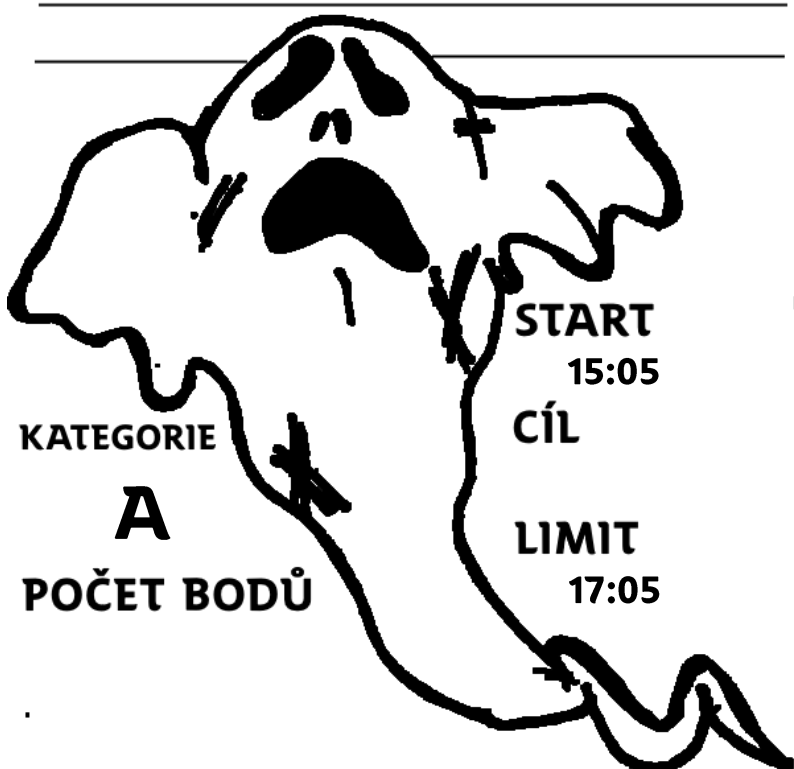 START
15:05
CÍL
KATEGORIE
A
LIMIT
17:05
POČET BODŮ